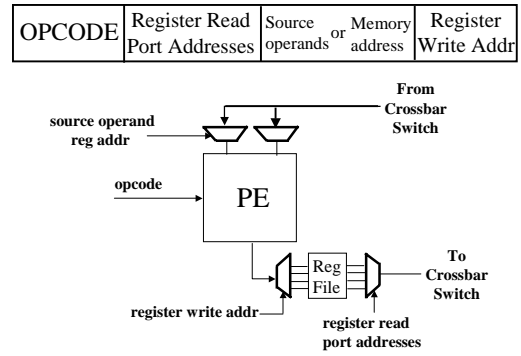 OPCODE
Register Read
Port Addresses
Source
operands
or
Memory
address
Register
Write Addr
From
Crossbar
Switch
source operand
reg addr
opcode
PE
Reg
File
To
Crossbar
Switch
register write addr
register read
port addresses